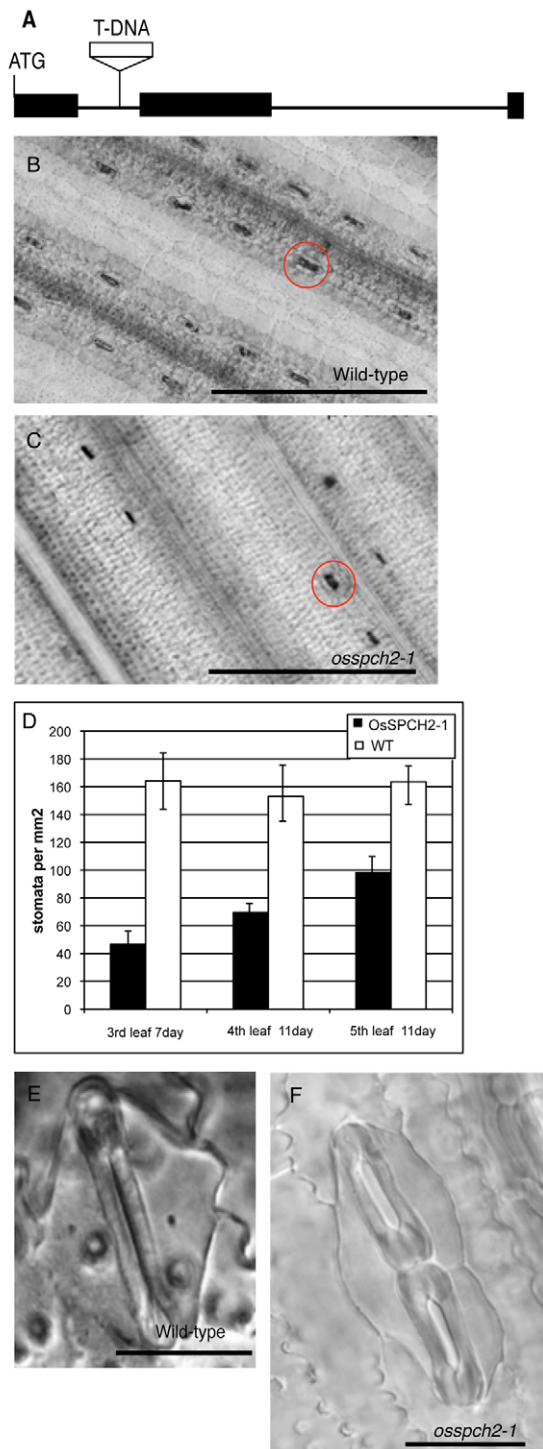 A
T-DNA
ATG
B
Wild-type
C
osspch2-1
D
OsSPCH2-1
WT
stomata per mm2
200
180
160
140
120
100
80
60
40
20
0
3rd leaf 7day
4th leaf 11day
5th leaf 11day
E
Wild-type
F
osspch2-1